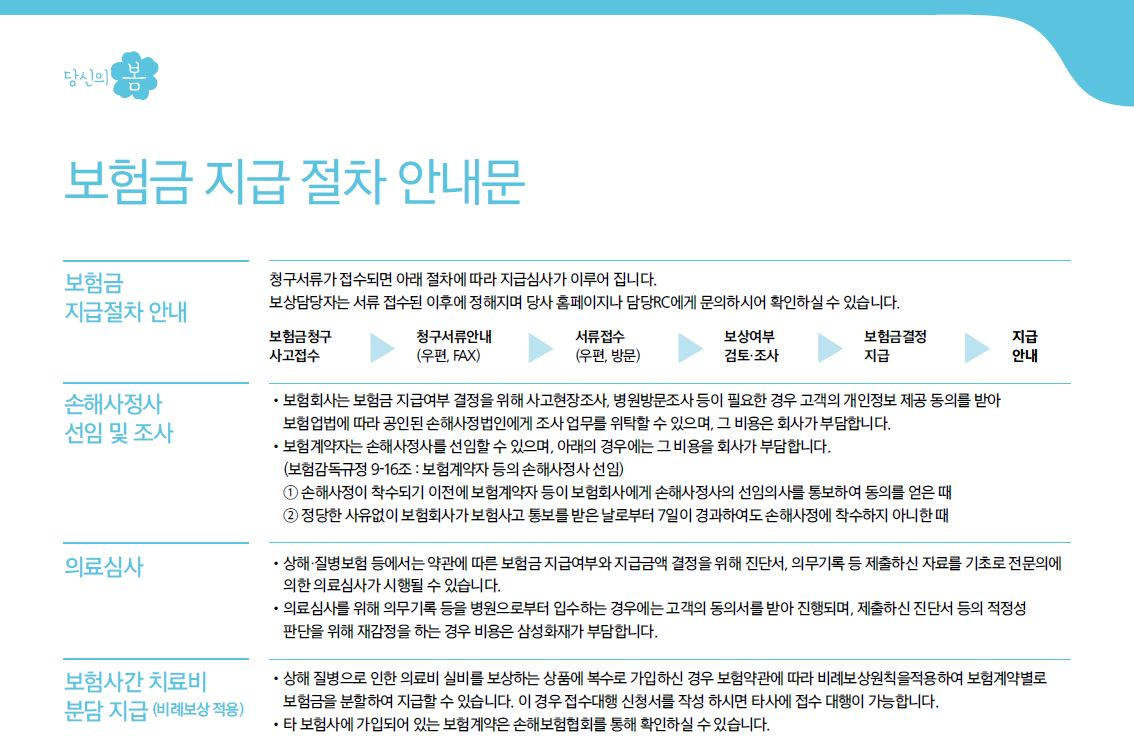 당신의 봄
보험금 지급 절차 안내문
보험금
지급절차 안내
청구서류가 접수되면 아래 절차에 따라 지급심사가 이루어 집니다.
보상담당자는 서류 접수된 이후에 정해지며 당사 홈페이지나 담당RC에게 문의하시어 확인하실 수 있습니다.
보험금청구
사고접수
청구서류안내
(우편, FAX)
서류접수
(우편, 방문)
보상여부
검토·조사
보험금결정
지급
지급
안내
손해사정사
선임 및 조사
• 보험회사는 보험금 지급여부 결정을 위해 사고현장조사, 병원방문조사 등이 필요한 경우 고객의 개인정보 제공 동의를 받아
보험업법에 따라 공인된 손해사정법인에게 조사 업무를 위탁할 수 있으며, 그 비용은 회사가 부담합니다.
• 보험계약자는 손해사정사를 선임할 수 있으며, 아래의 경우에는 그 비용을 회사가 부담합니다.
(보험감독규정 9-16조 : 보험계약자 등의 손해사정사 선임)
① 손해사정이 착수되기 이전에 보험계약자 등이 보험회사에게 손해사정사의 선임의사를 통보하여 동의를 얻은 때
② 정당한 사유없이 보험회사가 보험사고 통보를 받은 날로부터 7일이 경과하여도 손해사정에 착수하지 아니한 때
의료심사
• 상해·질병보험 등에서는 약관에 따른 보험금 지급여부와 지급금액 결정을 위해 진단서, 의무기록 등 제출하신 자료를 기초로 전문의에
의한 의료심사가 시행될 수 있습니다.
• 의료심사를 위해 의무기록 등을 병원으로부터 입수하는 경우에는 고객의 동의서를 받아 진행되며, 제출하신 진단서 등의 적정성
판단을 위해 재감정을 하는 경우 비용은 삼성화재가 부담합니다.
보험사간 치료비
분담 지급 (비례보상 적용)
• 상해 질병으로 인한 의료비 실비를 보상하는 상품에 복수로 가입하신 경우 보험약관에 따라 비례보상원칙을적용하여 보험계약별로
보험금을 분할하여 지급할 수 있습니다. 이 경우 접수대행 신청서를 작성 하시면 타사에 접수 대행이 가능합니다.
• 타 보험사에 가입되어 있는 보험계약은 손해보험협회를 통해 확인하실 수 있습니다.